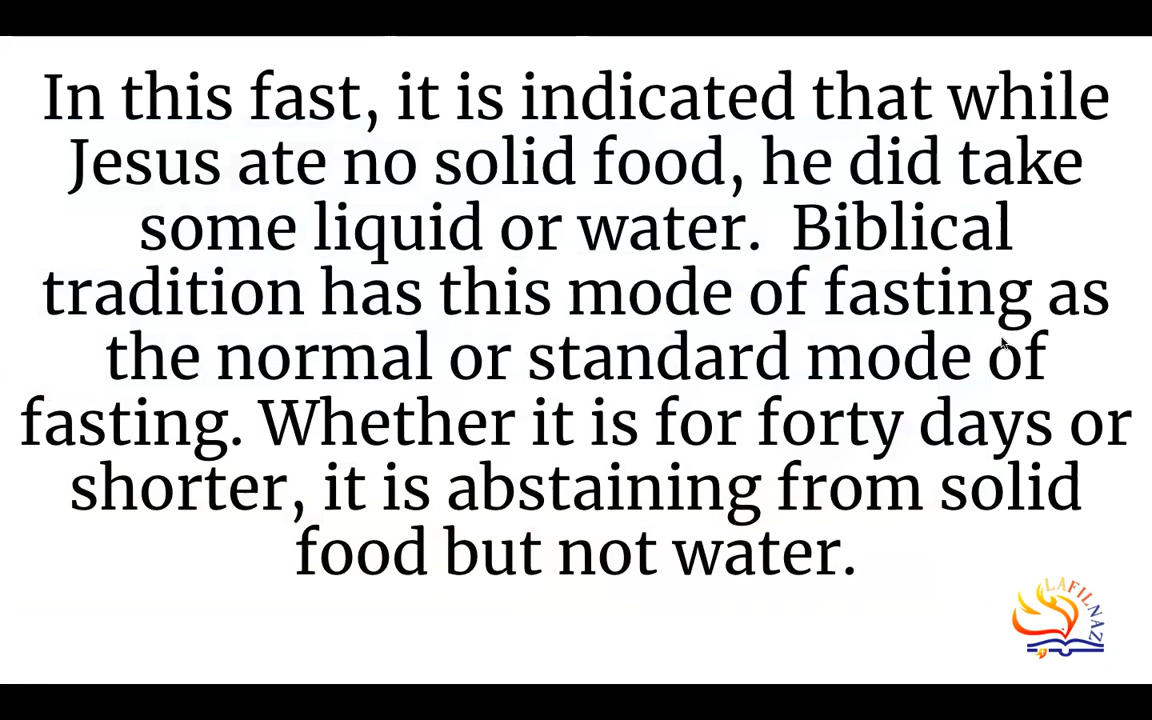 In this fast, it is indicated that while
Jesus ate no solid food, he did take
some liquid or water.  Biblical
tradition has this mode of fasting as
the normal or standard mode of
fasting. Whether it is for forty days or
shorter, it is abstaining from solid
food but not water.
LAFILNAZ